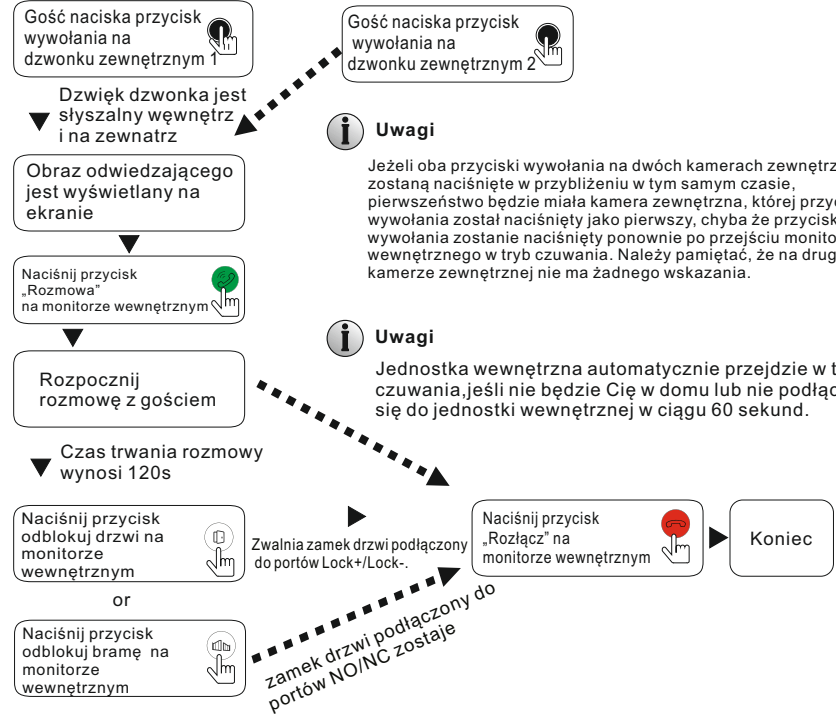 Gość naciska przycisk
wywołania na
dzwonku zewnętrznym 1
Gość naciska przycisk
wywołania na
dzwonku zewnętrznym 2
Dzwięk dzwonka jest
słyszalny węwnętrz
i na zewnatrz
Uwagi
Jeżeli oba przyciski wywołania na dwóch kamerach zewnętrz
zostaną naciśnięte w przybliżeniu w tym samym czasie,
pierwszeństwo będzie miała kamera zewnętrzna, której przyc
wywołania został naciśnięty jako pierwszy, chyba że przycisk
wywołania zostanie naciśnięty ponownie po przejściu monito
wewnętrznego w tryb czuwania. Należy pamiętać, że na drug
kamerze zewnętrznej nie ma żadnego wskazania.
Obraz odwiedzającego
jest wyświetlany na
ekranie
Naciśnij przycisk
„Rozmowa”
na monitorze wewnętrznym
Uwagi
Jednostka wewnętrzna automatycznie przejdzie w t
czuwania,jeśli nie będzie Cię w domu lub nie podłąc
się do jednostki wewnętrznej w ciągu 60 sekund.
Rozpocznij
rozmowę z gościem
Czas trwania rozmowy
wynosi 120s
Naciśnij przycisk
odblokuj drzwi na
monitorze
wewnętrznym
Zwalnia zamek drzwi podłączony
do portów Lock+/Lock-.
Naciśnij przycisk
„Rozłącz” na
monitorze wewnętrznym
Koniec
or
Naciśnij przycisk
odblokuj bramę na
monitorze
wewnętrznym
zamek drzwi podłączony do
portów NO/NC zostaje